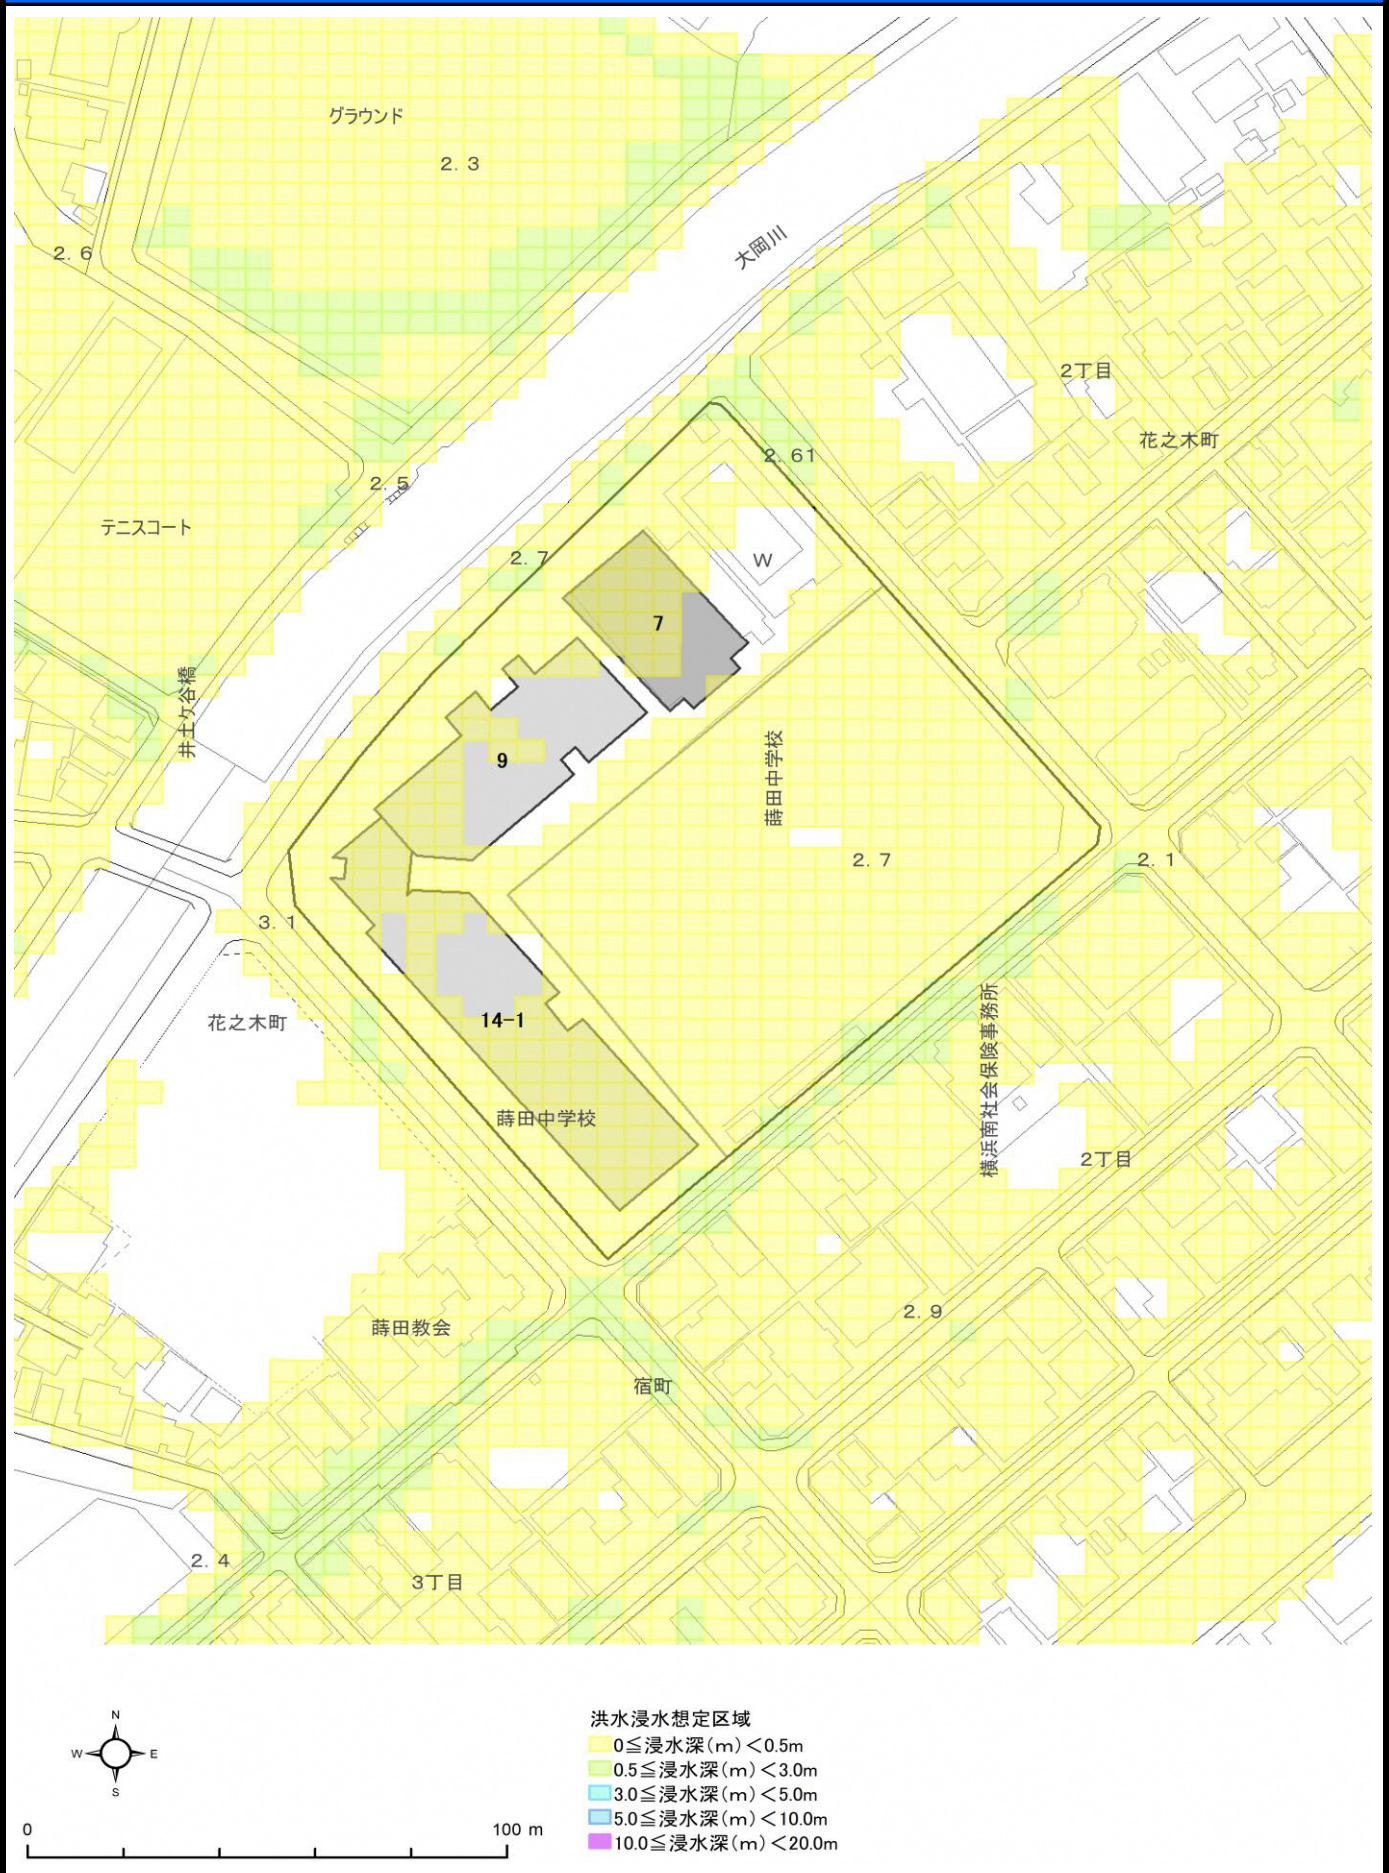 グラウンド
2.3
大岡川
2.6
2丁目
花之木町
2.61
2.5
テニスコート
2.7
W
7
井土ケ谷橋
9
蒔田中学校
2.7
2.1
3.1
花之木町
横浜南社会保険事務所
14-1
蒔田中学校
2丁目
2.9
蒔田教会
宿町
2.4
3丁目
N
W E
S
0 100 m
洪水浸水想定区域
0≦浸水深(m)<0.5m
0.5≦浸水深(m)<3.0m
3.0≦浸水深(m)<5.0m
5.0≦浸水深(m)<10.0m
10.0≦浸水深(m)<20.0m